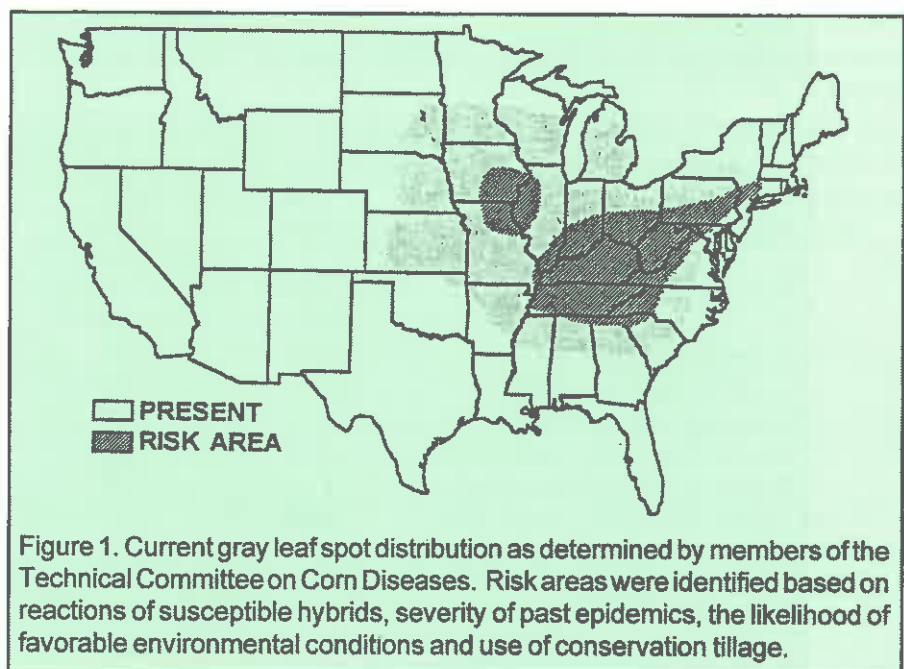 PRESENT
RISK AREA
Figure 1. Current gray leaf spot distribution as determined by members of the
Technical Committee on Corn Diseases. Risk areas were identified based on
reactions of susceptible hybrids, severity of past epidemics, the likelihood of
favorable environmental conditions and use of conservation tillage.